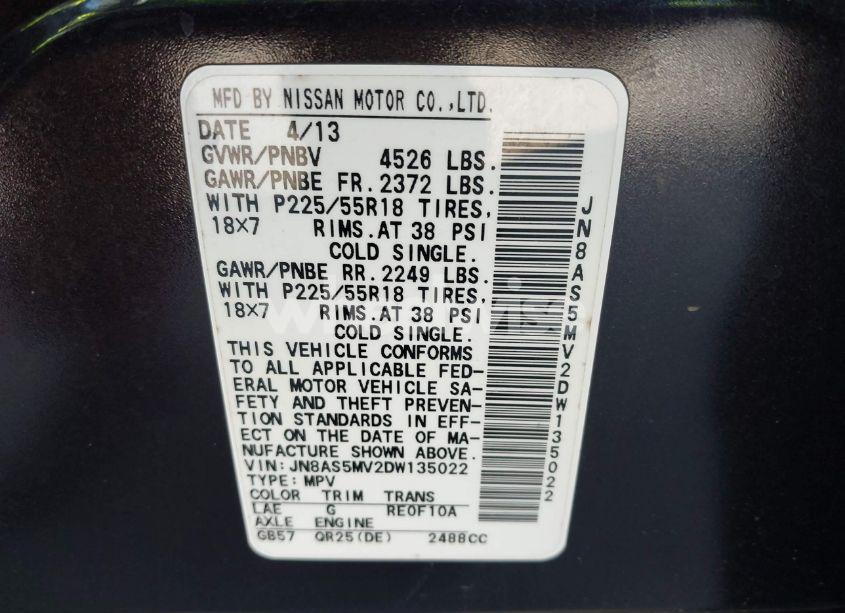 MFD BY NISSAN MOTOR CO.,LTD.
DATE 4/13
GVWR/PNBV 4526 LBS.
GAWR/PNBE FR.2372 LBS.
WITH P225/55R18 TIRES,
18X7 RIMS.AT 38 PSI
COLD SINGLE.
GAWR/PNBE RR.2249 LBS.
WITH P225/55R18 TIRES,
18X7 RIMS.AT 38 PSI
COLD SINGLE.
THIS VEHICLE CONFORMS
TO ALL APPLICABLE FED-
ERAL MOTOR VEHICLE SA-
FETY AND THEFT PREVEN-
TION STANDARDS IN EFF-
ECT ON THE DATE OF MA-
NUFACTURE SHOWN ABOVE.
VIN:JN8AS5MV2DW135022
TYPE:MPV
COLOR TRIM TRANS
LAE G RE0F10A
AXLE ENGINE
GB57 QR25(DE) 2488CC
JN8AS5MV2DW135022